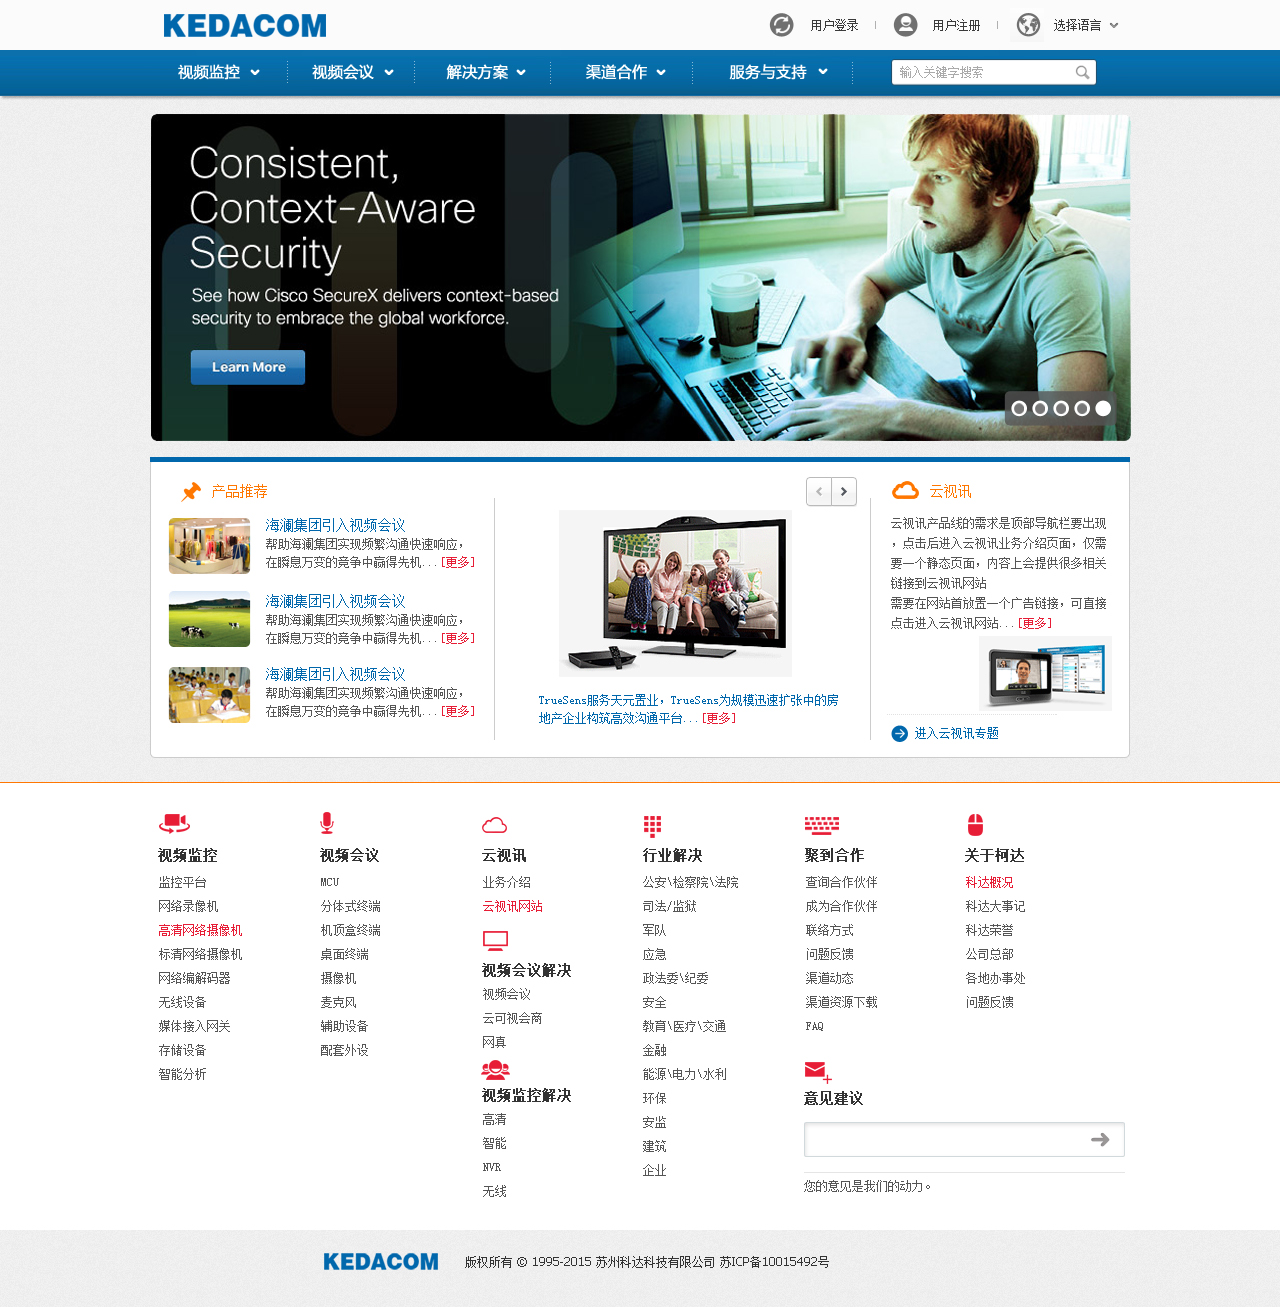 KEDACOM
用户登录
用户注册
选择语言
视频监控
视频会议
解决方案
渠道合作
服务与支持
输入关键字搜索
Consistent,
Context-Aware
Security
See how Cisco SecureX delivers context-based
security to embrace the global workforce.
Learn More
产品推荐
海澜集团引入视频会议
帮助海澜集团实现频繁沟通快速响应，
在瞬息万变的竞争中赢得先机...[更多]
海澜集团引入视频会议
帮助海澜集团实现频繁沟通快速响应，
在瞬息万变的竞争中赢得先机...[更多]
海澜集团引入视频会议
帮助海澜集团实现频繁沟通快速响应，
在瞬息万变的竞争中赢得先机...[更多]
TrueSens服务天元置业，TrueSens为规模迅速扩张中的房
地产企业构筑高效沟通平台...[更多]
云视讯
云视讯产品线的需求是顶部导航栏要出现
，点击后进入云视讯业务介绍页面，仅需
要一个静态页面，内容上会提供很多相关
链接到云视讯网站
需要在网站首放置一个广告链接，可直接
点击进入云视讯网站...[更多]
进入云视讯专题
视频监控
监控平台
网络录像机
高清网络摄像机
标清网络摄像机
网络编解码器
无线设备
媒体接入网关
存储设备
智能分析
视频会议
MCU
分体式终端
机顶盒终端
桌面终端
摄像机
麦克风
辅助设备
配套外设
云视讯
业务介绍
云视讯网站
视频会议解决
视频会议
云可视会商
网真
视频监控解决
高清
智能
NVR
无线
行业解决
公安\检察院\法院
司法/监狱
军队
应急
政法委\纪委
安全
教育\医疗\交通
金融
能源\电力\水利
环保
安监
建筑
企业
聚到合作
查询合作伙伴
成为合作伙伴
联络方式
问题反馈
渠道动态
渠道资源下载
FAQ
关于柯达
科达概况
科达大事记
科达荣誉
公司总部
各地办事处
问题反馈
意见建议
您的意见是我们的动力。
KEDACOM
版权所有 © 1995-2015 苏州科达科技有限公司 苏ICP备10015492号